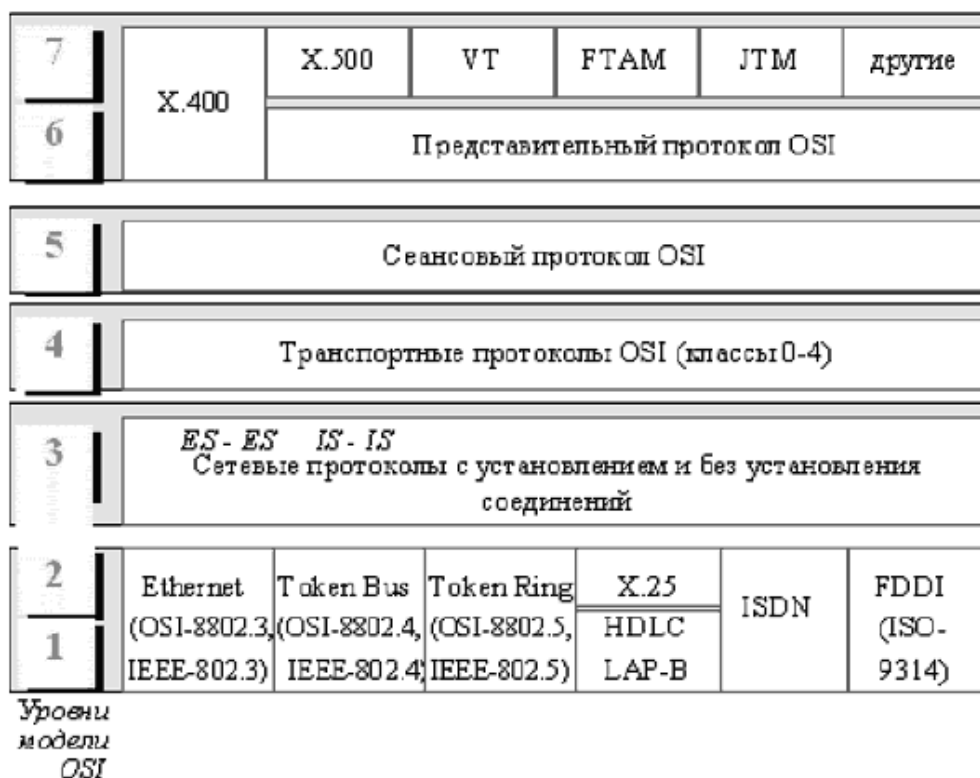 7
X.500 VT FTAM JTM другие
X.400
6
Представительный протокол OSI
5
Сеансовый протокол OSI
4
Транспортные протоколы OSI (классы 0-4)
3
ES - ES IS - IS
Сетевые протоколы с установлением и без установления
соединений
2
1
Ethernet
(OSI-8802.3,
IEEE-802.3)
Token Bus
(OSI-8802.4,
IEEE-802.4)
Token Ring
(OSI-8802.5,
IEEE-802.5)
X.25
HDLC
LAP-B
ISDN
FDDI
(ISO-
9314)
Уровни
модели
OSI